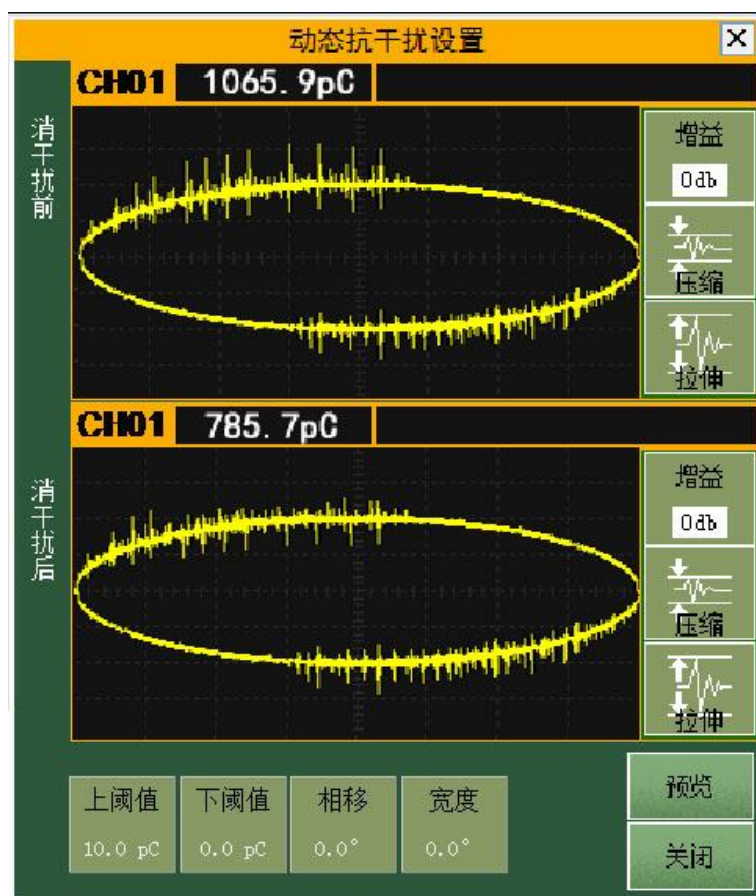 动态抗干扰设置
CH01 1065.9pC
消干扰前
增益
0db
压缩
拉伸
CH01 785.7pC
消干扰后
增益
0db
压缩
拉伸
上阈值 下阈值 相移 宽度
10.0 pC 0.0 pC 0.0° 0.0°
预览
关闭